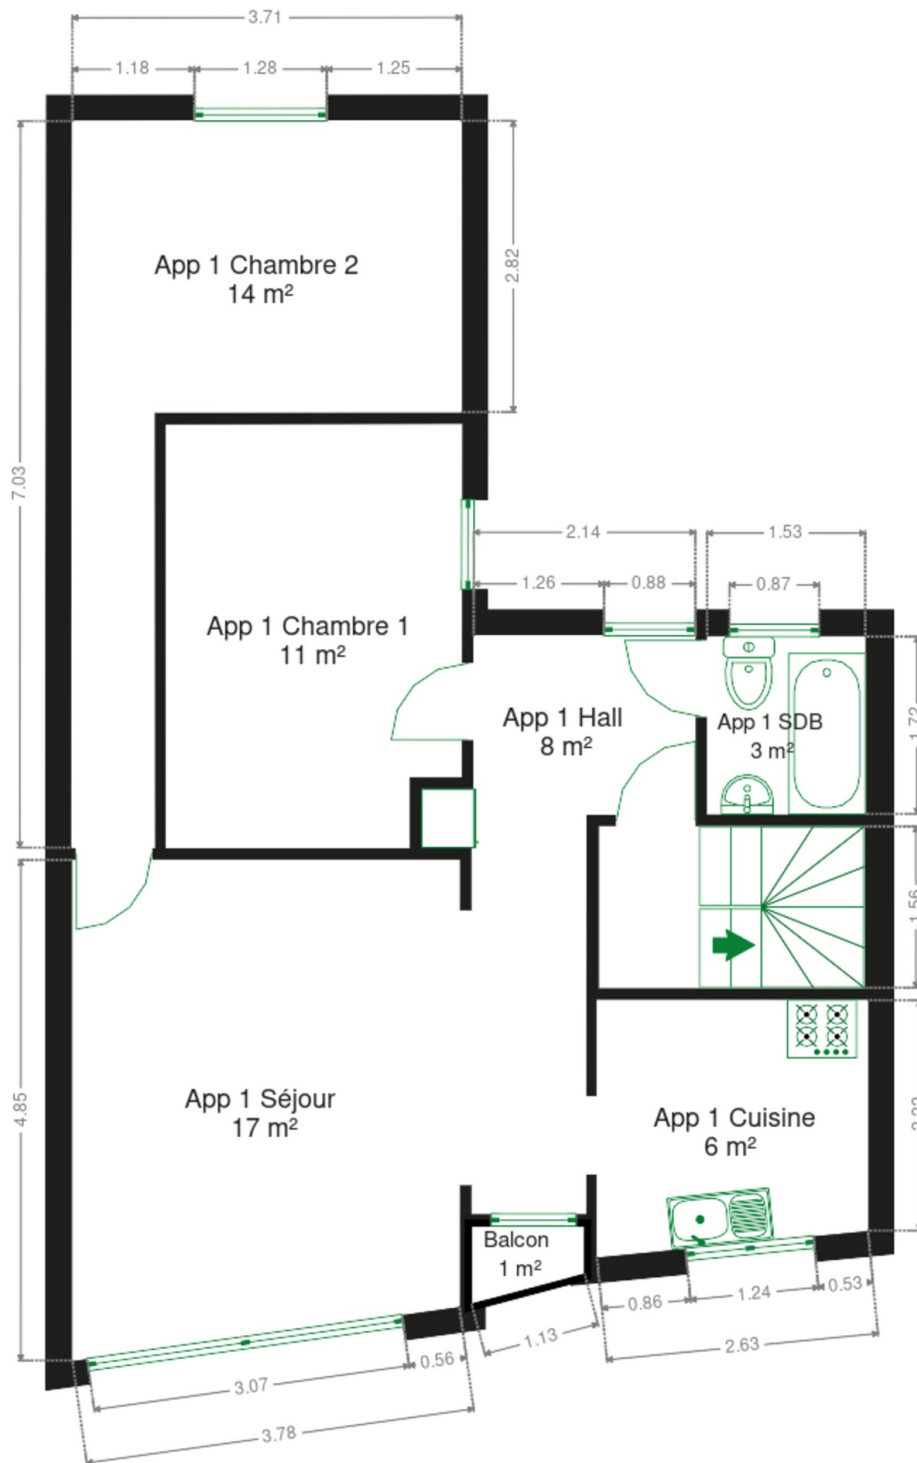 3.71
1.18
1.28
1.25
2.82
7.03
App 1 Chambre 2
14 m²
2.14
1.53
1.26
0.88
0.87
App 1 Chambre 1
11 m²
App 1 Hall
8 m²
App 1 SDB
3 m²
1.72
1.56
4.85
App 1 Séjour
17 m²
App 1 Cuisine
6 m²
Balcon
1 m²
0.86
1.24
0.53
1.13
2.63
0.56
3.07
3.78